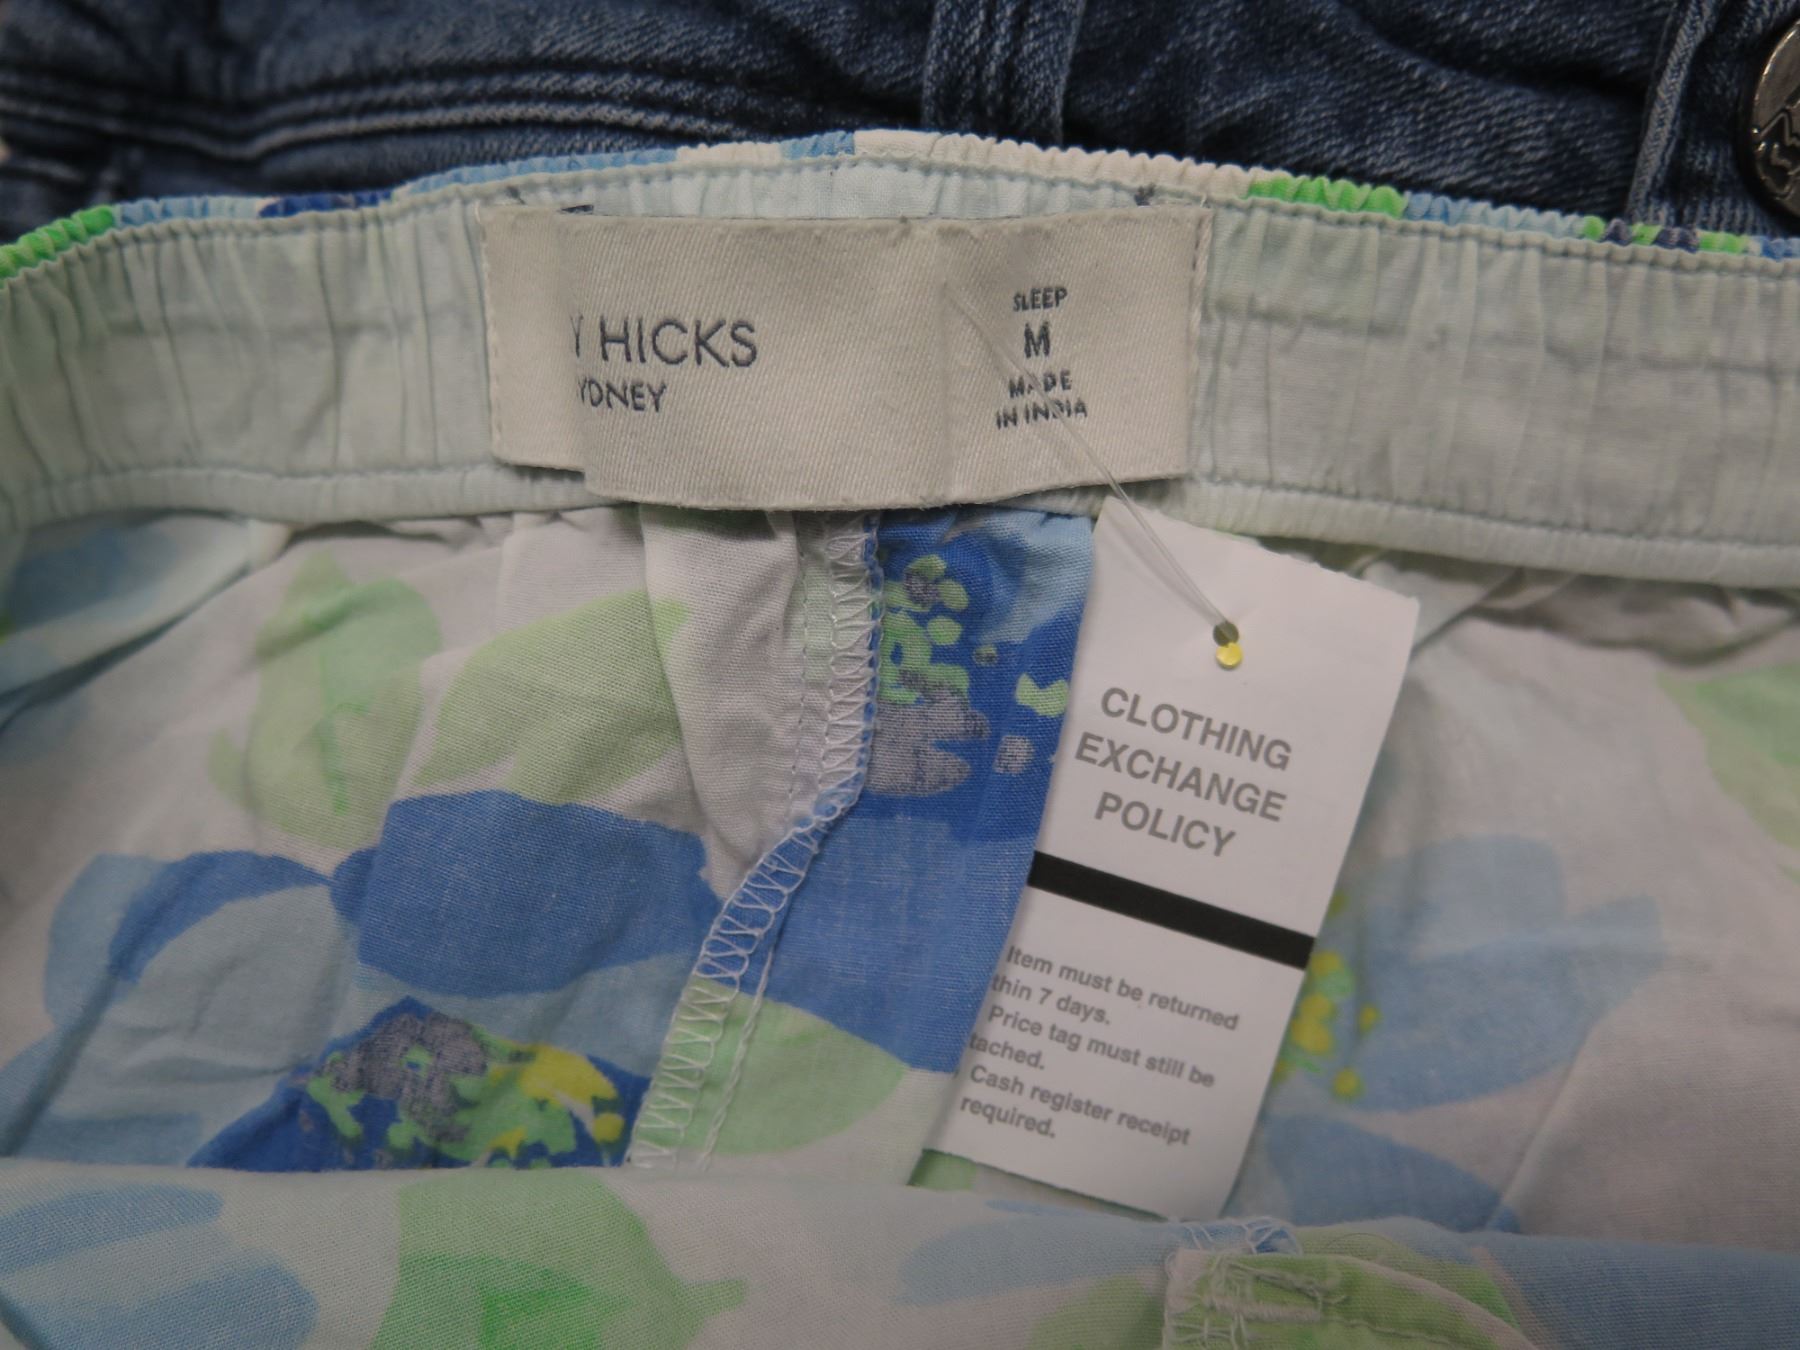 Y HICKS
YDNEY
SLEEP
M
MADE
IN INDIA
CLOTHING
EXCHANGE
POLICY
Item must be returned
thin 7 days.
Price tag must still be
tached.
Cash register receipt
required.